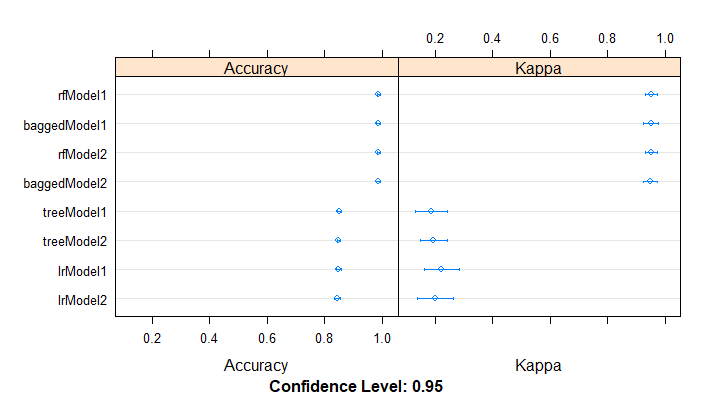 0.2 0.4 0.6 0.8 1.0
Accuracy Kappa
rfModel1
baggedModel1
rfModel2
baggedModel2
treeModel1
treeModel2
lrModel1
lrModel2
0.2 0.4 0.6 0.8 1.0
Accuracy Kappa
Confidence Level: 0.95